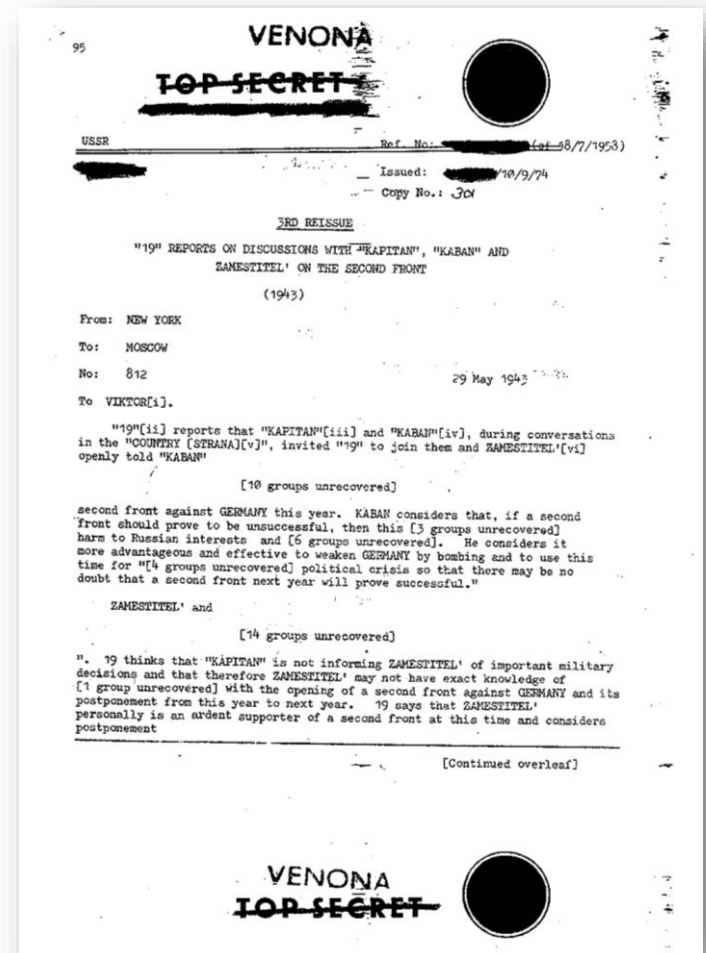 95
VENONA
TOP SECRET
USSR
Ref. No: (of 18/7/1953)
Issued: /10/9/74
Copy No.: 301
3RD REISSUE
"19" REPORTS ON DISCUSSIONS WITH "KAPITAN", "KABAN" AND
ZAMESTITEL' ON THE SECOND FRONT
(1943)
From: NEW YORK
To: MOSCOW
No: 812
29 May 1943
To VIKTOR[i].
"19"[ii] reports that "KAPITAN"[iii] and "KABAN"[iv], during conversations
in the "COUNTRY [STRANA][v]", invited "19" to join them and ZAMESTITEL'[vi]
openly told "KABAN"
[10 groups unrecovered]
second front against GERMANY this year. KABAN considers that, if a second
front should prove to be unsuccessful, then this [3 groups unrecovered]
harm to Russian interests and [6 groups unrecovered]. He considers it
more advantageous and effective to weaken GERMANY by bombing and to use this
time for "[4 groups unrecovered] political crisis so that there may be no
doubt that a second front next year will prove successful."
ZAMESTITEL' and
[14 groups unrecovered]
". 19 thinks that "KAPITAN" is not informing ZAMESTITEL' of important military
decisions and that therefore ZAMESTITEL' may not have exact knowledge of
[1 group unrecovered] with the opening of a second front against GERMANY and its
postponement from this year to next year. 19 says that ZAMESTITEL'
personally is an ardent supporter of a second front at this time and considers
postponement
[Continued overleaf]
VENONA
TOP SECRET